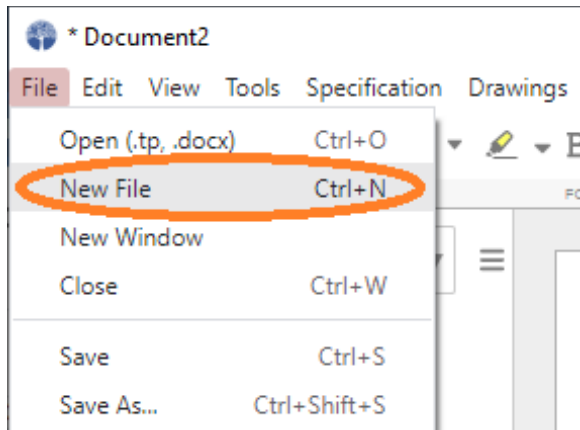 * Document2
File Edit View Tools Specification Drawings
Open (.tp, .docx) Ctrl+O
New File Ctrl+N
New Window
Close Ctrl+W
Save Ctrl+S
Save As... Ctrl+Shift+S